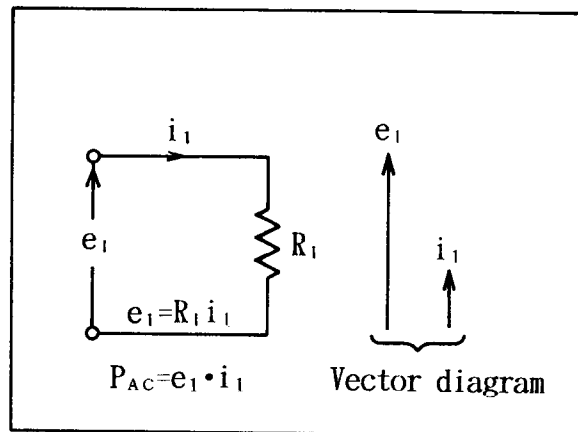 i₁
e₁
R₁
e₁=R₁i₁
P_AC=e₁•i₁
e₁
i₁
Vector diagram